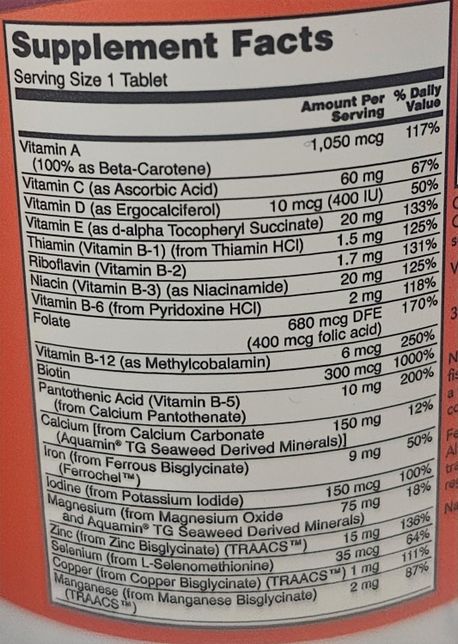 Supplement Facts
Serving Size 1 Tablet
Amount Per Serving % Daily Value
Vitamin A 1,050 mcg 117%
(100% as Beta-Carotene)
Vitamin C (as Ascorbic Acid) 60 mg 67%
Vitamin D (as Ergocalciferol) 10 mcg (400 IU) 50%
Vitamin E (as d-alpha Tocopheryl Succinate) 20 mg 133%
Thiamin (Vitamin B-1) (from Thiamin HCl) 1.5 mg 125%
Riboflavin (Vitamin B-2) 1.7 mg 131%
Niacin (Vitamin B-3) (as Niacinamide) 20 mg 125%
Vitamin B-6 (from Pyridoxine HCl) 2 mg 118%
Folate 680 mcg DFE 170%
(400 mcg folic acid)
Vitamin B-12 (as Methylcobalamin) 6 mcg 250%
Biotin 300 mcg 1000%
Pantothenic Acid (Vitamin B-5) 10 mg 200%
(from Calcium Pantothenate)
Calcium [from Calcium Carbonate 150 mg 12%
(Aquamin® TG Seaweed Derived Minerals)]
Iron (from Ferrous Bisglycinate) 9 mg 50%
(Ferrochel™)
Iodine (from Potassium Iodide) 150 mcg 100%
Magnesium (from Magnesium Oxide 75 mg 18%
and Aquamin® TG Seaweed Derived Minerals)
Zinc (from Zinc Bisglycinate) (TRAACS™) 15 mg 136%
Selenium (from L-Selenomethionine) 35 mcg 64%
Copper (from Copper Bisglycinate) (TRAACS™) 1 mg 111%
Manganese (from Manganese Bisglycinate) 2 mg 87%
(TRAACS™)